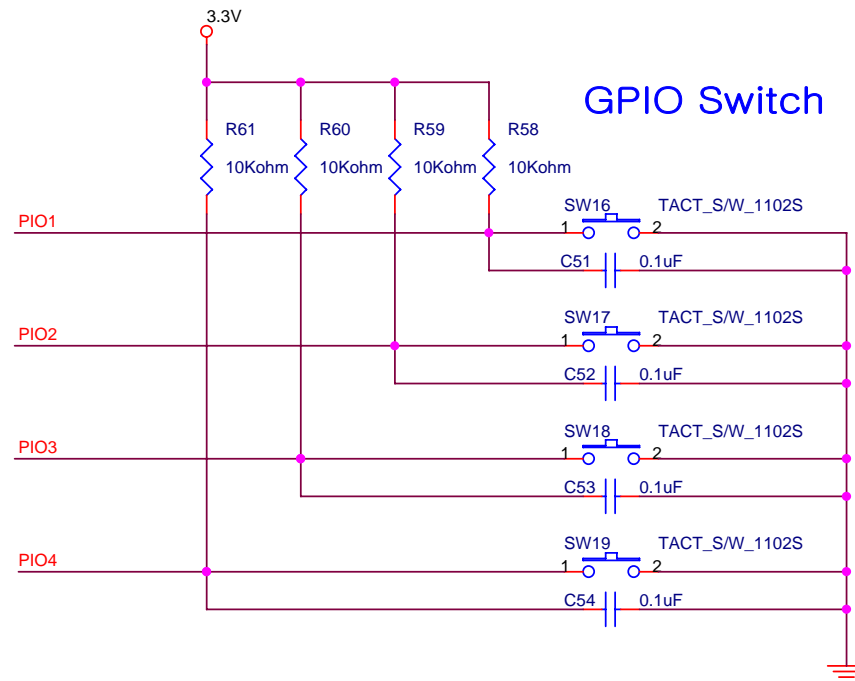 3.3V
GPIO Switch
R61 R60 R59 R58
10Kohm 10Kohm 10Kohm 10Kohm
SW16 TACT_S/W_1102S
PIO1 1 2
C51 0.1uF
SW17 TACT_S/W_1102S
PIO2 1 2
C52 0.1uF
SW18 TACT_S/W_1102S
PIO3 1 2
C53 0.1uF
SW19 TACT_S/W_1102S
PIO4 1 2
C54 0.1uF